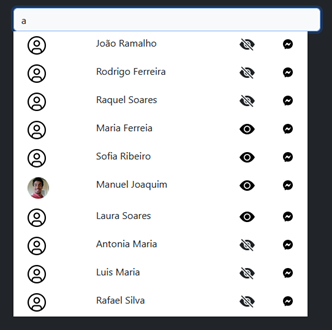 a
João Ramalho
Rodrigo Ferreira
Raquel Soares
Maria Ferreia
Sofia Ribeiro
Manuel Joaquim
Laura Soares
Antonia Maria
Luis Maria
Rafael Silva